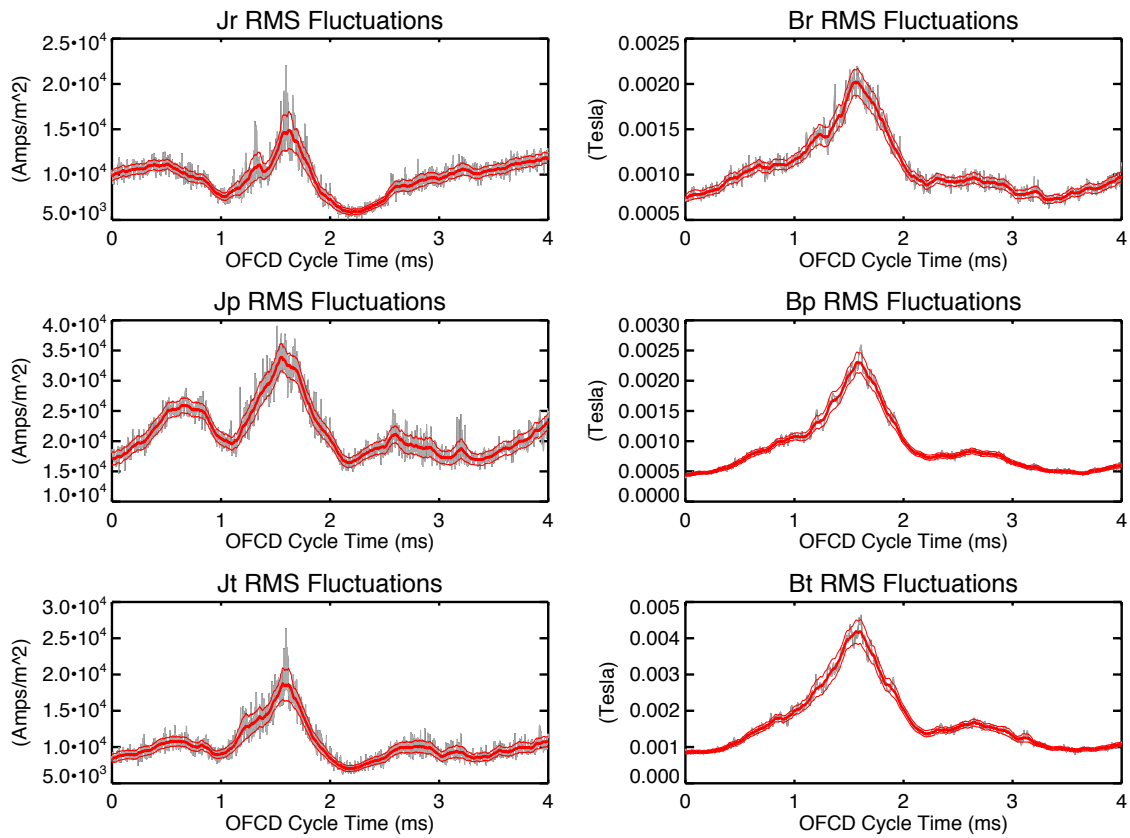 Jr RMS Fluctuations
(Amps/m^2)
2.5•10^4
2.0•10^4
1.5•10^4
1.0•10^4
5.0•10^3
0 1 2 3 4
OFCD Cycle Time (ms)
Br RMS Fluctuations
(Tesla)
0.0025
0.0020
0.0015
0.0010
0.0005
0 1 2 3 4
OFCD Cycle Time (ms)
Jp RMS Fluctuations
(Amps/m^2)
4.0•10^4
3.5•10^4
3.0•10^4
2.5•10^4
2.0•10^4
1.5•10^4
1.0•10^4
0 1 2 3 4
OFCD Cycle Time (ms)
Bp RMS Fluctuations
(Tesla)
0.0030
0.0025
0.0020
0.0015
0.0010
0.0005
0.0000
0 1 2 3 4
OFCD Cycle Time (ms)
Jt RMS Fluctuations
(Amps/m^2)
3.0•10^4
2.5•10^4
2.0•10^4
1.5•10^4
1.0•10^4
5.0•10^3
0 1 2 3 4
OFCD Cycle Time (ms)
Bt RMS Fluctuations
(Tesla)
0.005
0.004
0.003
0.002
0.001
0.000
0 1 2 3 4
OFCD Cycle Time (ms)